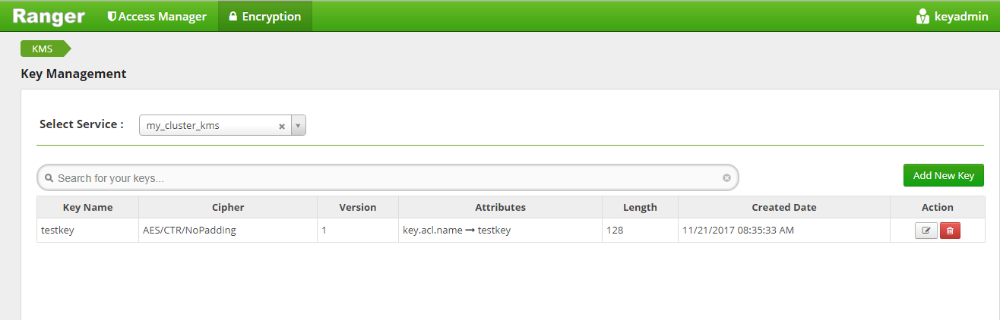 Ranger Access Manager Encryption keyadmin
KMS
Key Management
Select Service : my_cluster_kms
Search for your keys... Add New Key
Key Name Cipher Version Attributes Length Created Date Action
testkey AES/CTR/NoPadding 1 key.acl.name → testkey 128 11/21/2017 08:35:33 AM